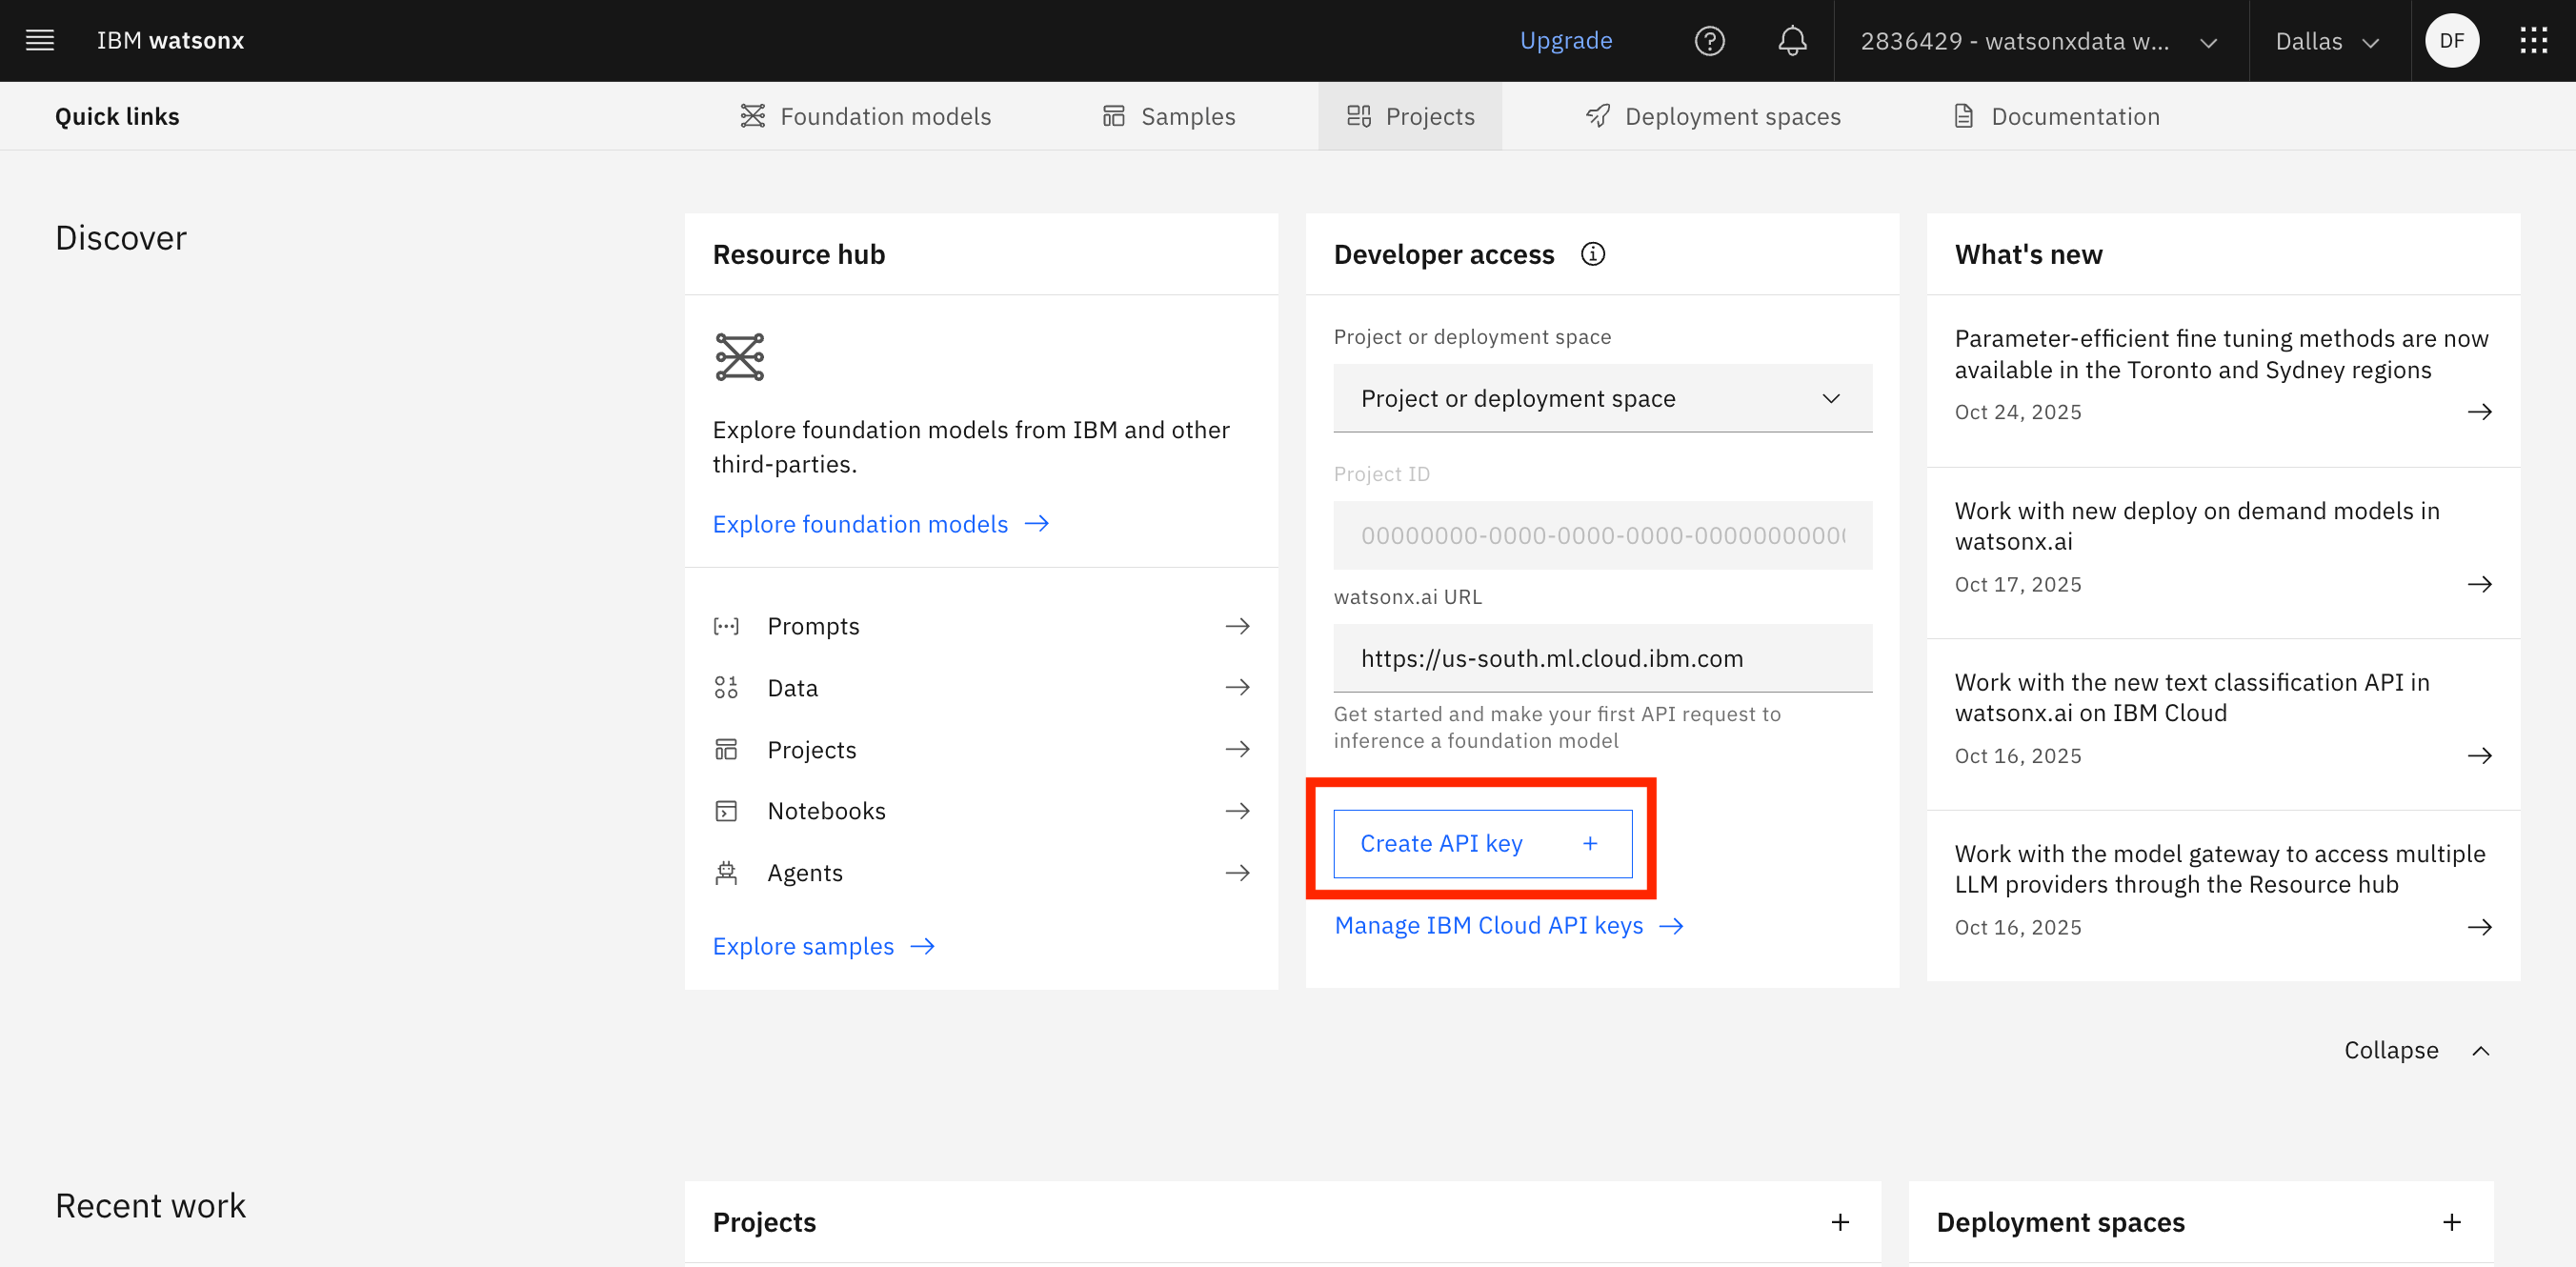 IBM watsonx
Upgrade
2836429 - watsonxdata w...
Dallas
DF
Quick links
Foundation models
Samples
Projects
Deployment spaces
Documentation
Discover
Resource hub
Explore foundation models from IBM and other
third-parties.
Explore foundation models
Prompts
Data
Projects
Notebooks
Agents
Explore samples
Developer access
Project or deployment space
Project or deployment space
Project ID
00000000-0000-0000-0000-00000000000
watsonx.ai URL
https://us-south.ml.cloud.ibm.com
Get started and make your first API request to
inference a foundation model
Create API key +
Manage IBM Cloud API keys
What's new
Parameter-efficient fine tuning methods are now
available in the Toronto and Sydney regions
Oct 24, 2025
Work with new deploy on demand models in
watsonx.ai
Oct 17, 2025
Work with the new text classification API in
watsonx.ai on IBM Cloud
Oct 16, 2025
Work with the model gateway to access multiple
LLM providers through the Resource hub
Oct 16, 2025
Collapse
Recent work
Projects
Deployment spaces